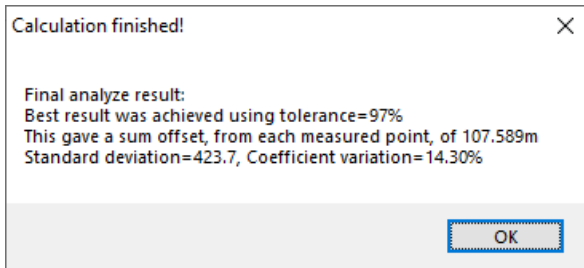 Calculation finished!
Final analyze result:
Best result was achieved using tolerance=97%
This gave a sum offset, from each measured point, of 107.589m
Standard deviation=423.7, Coefficient variation=14.30%
OK